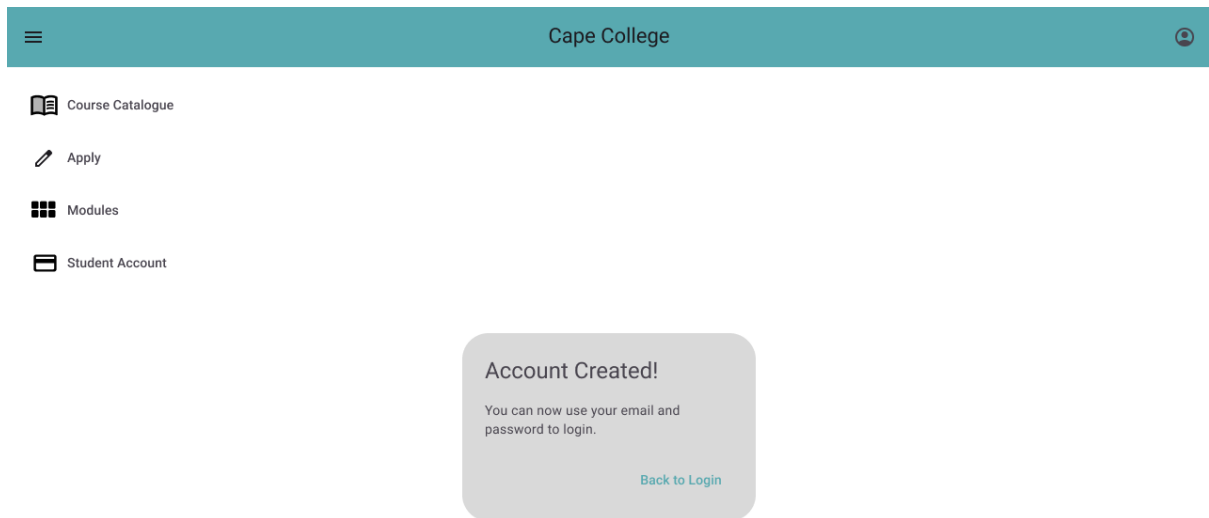 Cape College
Course Catalogue
Apply
Modules
Student Account
Account Created!
You can now use your email and
password to login.
Back to Login